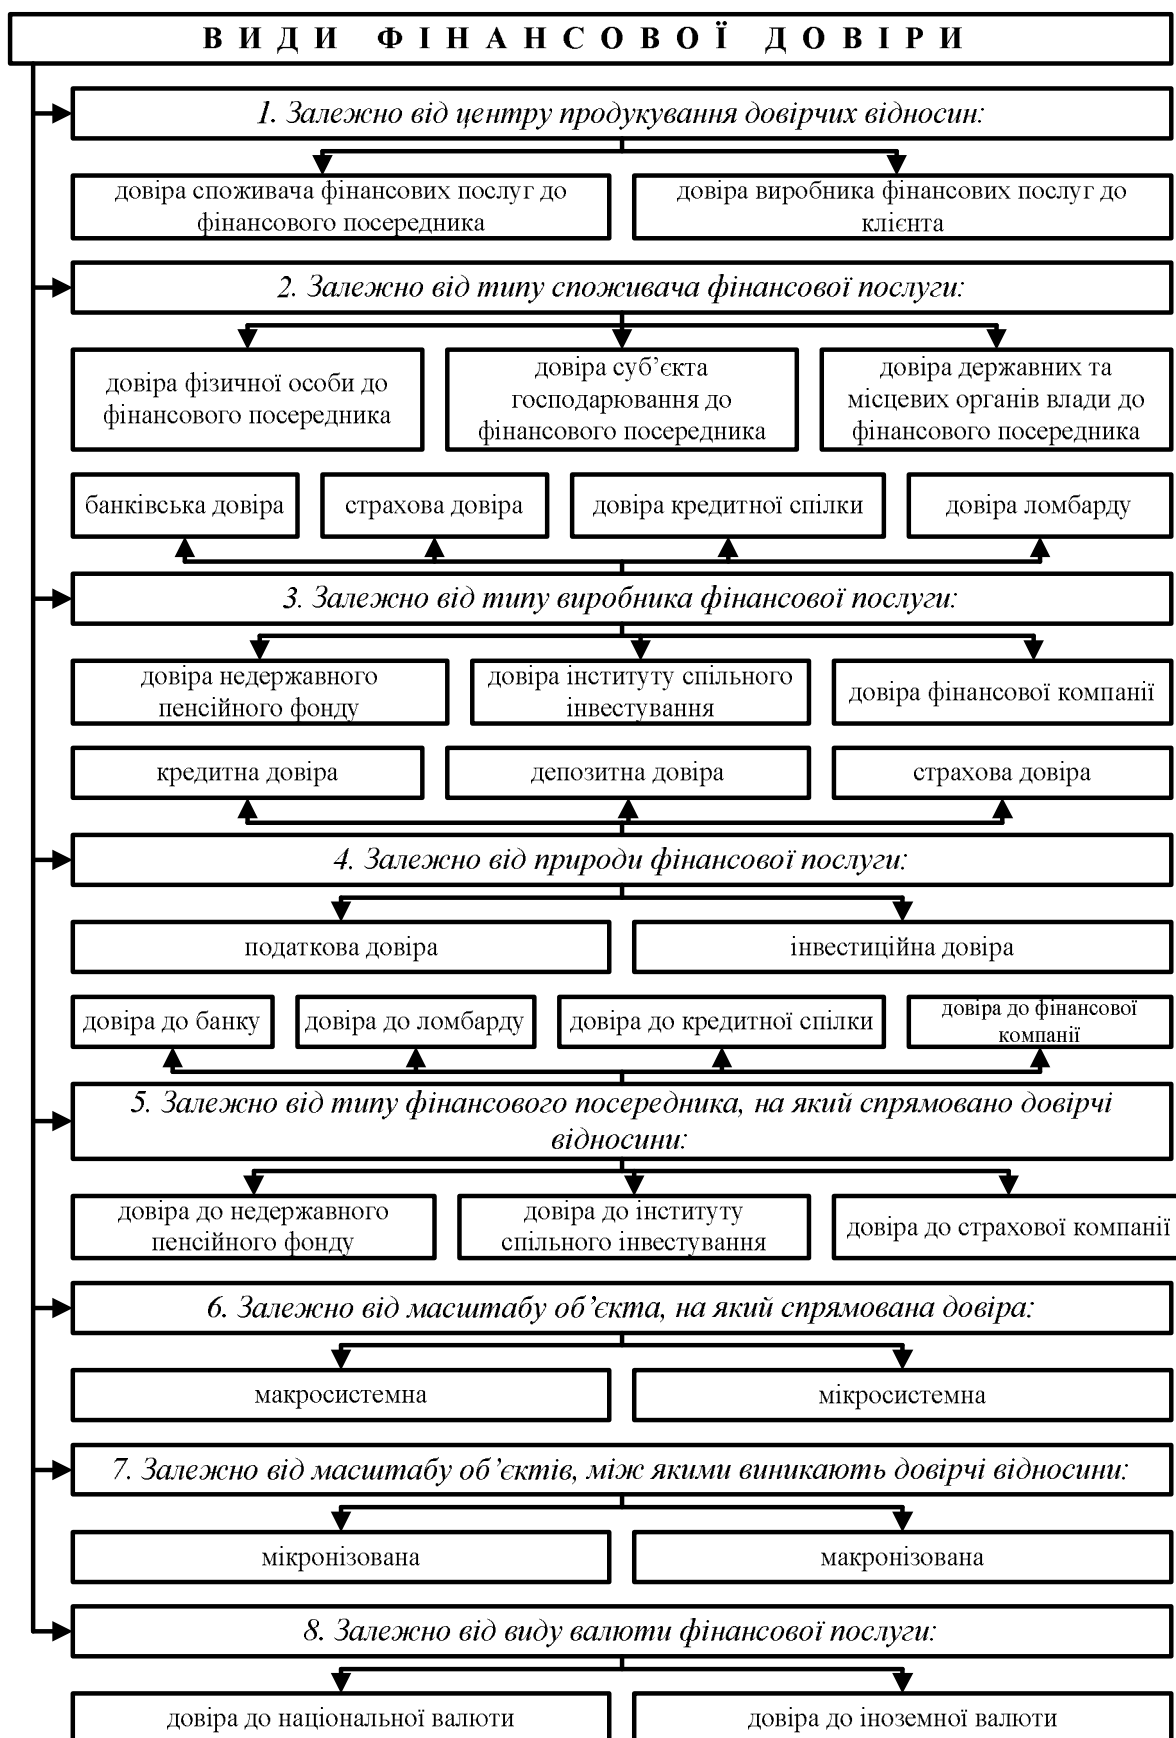 ВИДИ ФІНАНСОВОЇ ДОВІРИ
1. Залежно від центру продукування довірчих відносин:
довіра споживача фінансових послуг до
фінансового посередника
довіра виробника фінансових послуг до
клієнта
2. Залежно від типу споживача фінансової послуги:
довіра фізичної особи до
фінансового посередника
довіра суб’єкта
господарювання до
фінансового посередника
довіра державних та
місцевих органів влади до
фінансового посередника
банківська довіра
страхова довіра
довіра кредитної спілки
довіра ломбарду
3. Залежно від типу виробника фінансової послуги:
довіра недержавного
пенсійного фонду
довіра інституту спільного
інвестування
довіра фінансової компанії
кредитна довіра
депозитна довіра
страхова довіра
4. Залежно від природи фінансової послуги:
податкова довіра
інвестиційна довіра
довіра до банку
довіра до ломбарду
довіра до кредитної спілки
довіра до фінансової
компанії
5. Залежно від типу фінансового посередника, на який спрямовано довірчі
відносини:
довіра до недержавного
пенсійного фонду
довіра до інституту
спільного інвестування
довіра до страхової компанії
6. Залежно від масштабу об’єкта, на який спрямована довіра:
макросистемна
мікросистемна
7. Залежно від масштабу об’єктів, між якими виникають довірчі відносини:
мікронізована
макронізована
8. Залежно від виду валюти фінансової послуги:
довіра до національної валюти
довіра до іноземної валюти